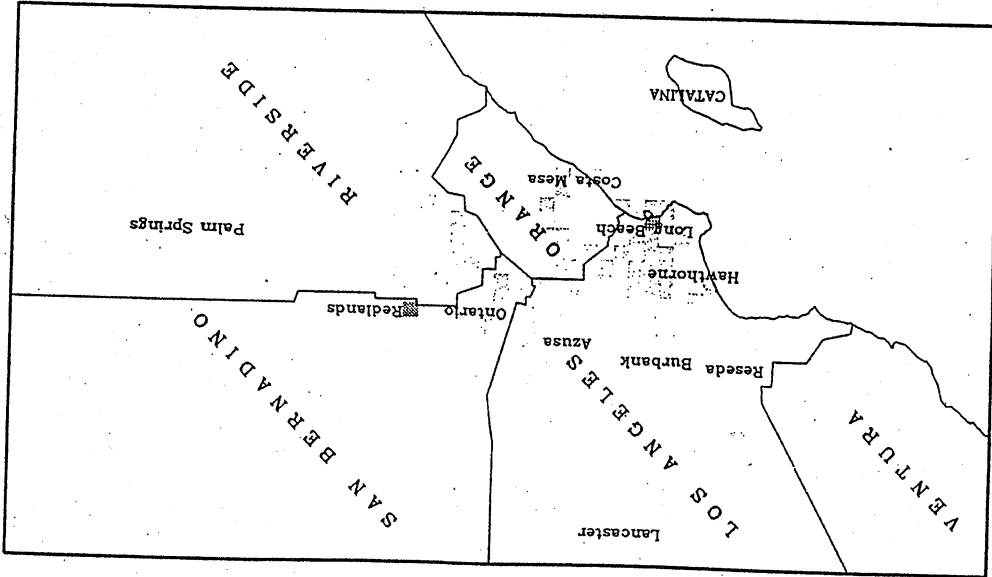 LOS ANGELES
SAN BERNADINO
VENTURA
Lancaster
Reseda
Burbank
Azusa
Ontario
Redlands
Hawthorne
Long Beach
Palm Springs
ORANGE
Costa Mesa
RIVERSIDE
CATALINA